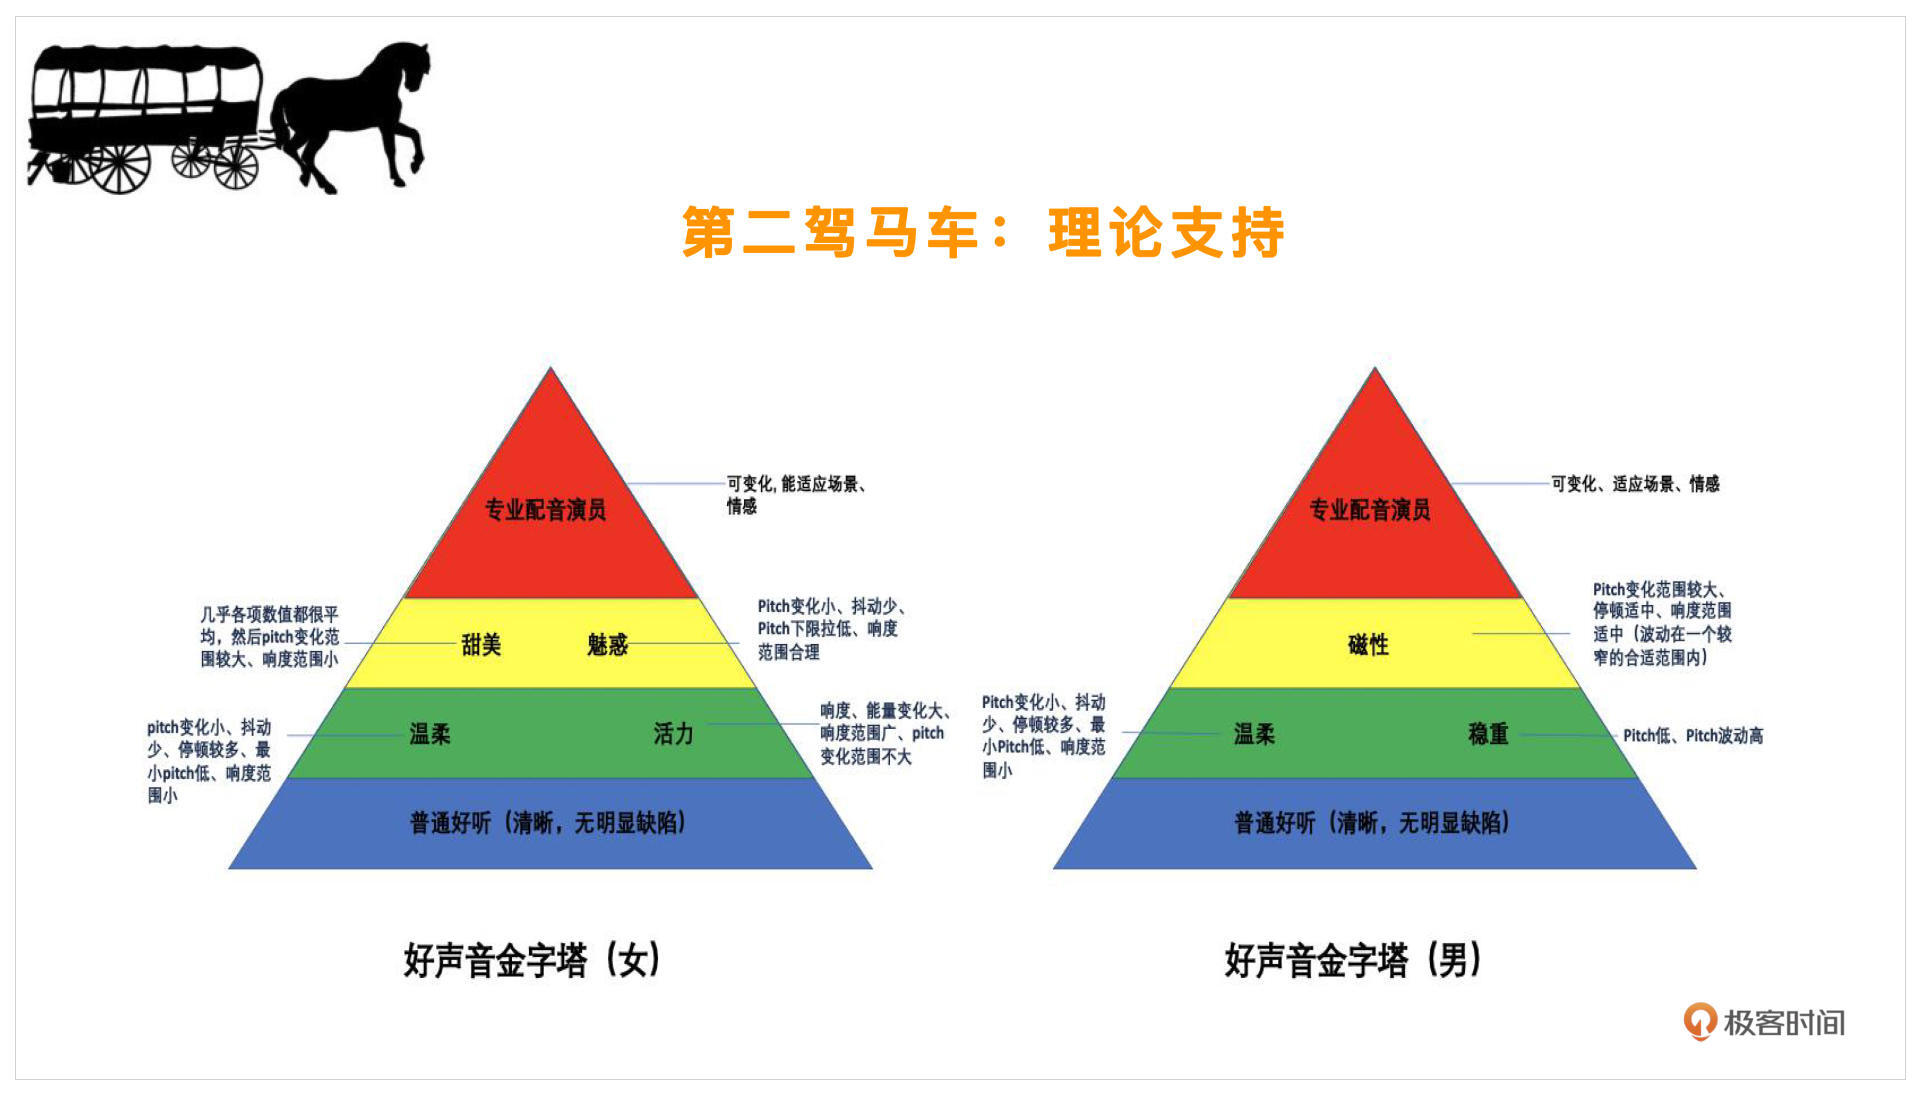 第二驾马车：理论支持
专业配音演员
可变化, 能适应场景、
情感
几乎各项数值都很平
均，然后pitch变化范
围较大、响度范围小
甜美
魅惑
Pitch变化小、抖动少、
Pitch下限拉低、响度
范围合理
pitch变化小、抖动
少、停顿较多、最
小pitch低、响度范
围小
温柔
活力
响度、能量变化大、
响度范围广、pitch
变化范围不大
普通好听（清晰，无明显缺陷）
好声音金字塔（女）
专业配音演员
可变化、适应场景、情感
磁性
Pitch变化范围较大、
停顿适中、响度范围
适中（波动在一个较
窄的合适范围内）
Pitch变化小、抖动
少、停顿较多、最
小Pitch低、响度范
围小
温柔
稳重
Pitch低、Pitch波动高
普通好听（清晰，无明显缺陷）
好声音金字塔（男）
极客时间